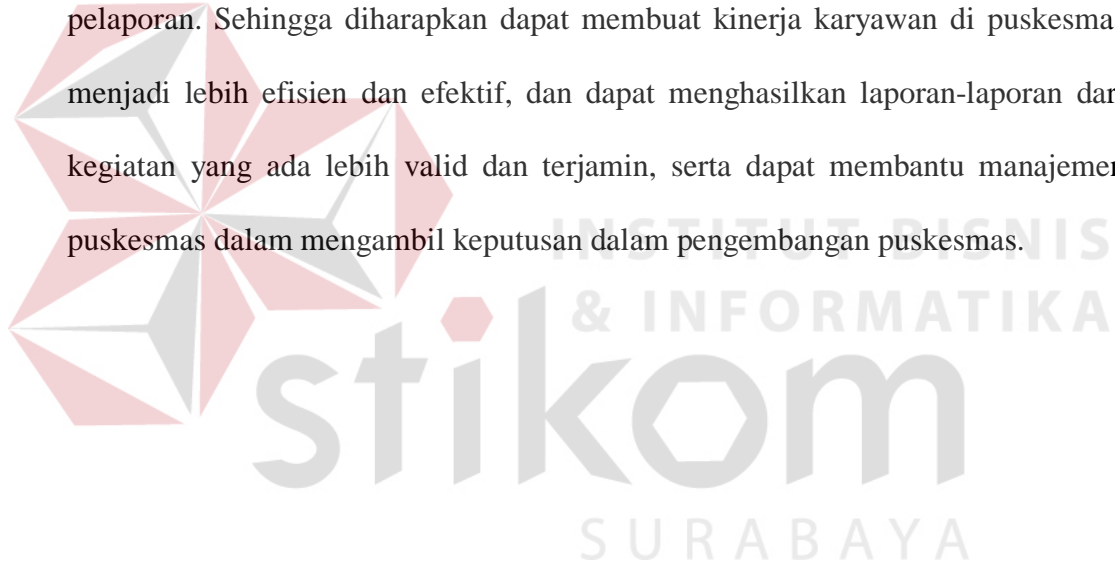 pelaporan. Sehingga diharapkan dapat membuat kinerja karyawan di puskesma
menjadi lebih efisien dan efektif, dan dapat menghasilkan laporan-laporan dar
kegiatan yang ada lebih valid dan terjamin, serta dapat membantu manajemen
puskesmas dalam mengambil keputusan dalam pengembangan puskesmas.
INSTITUT BISNIS
& INFORMATIKA
stikom
SURABAYA